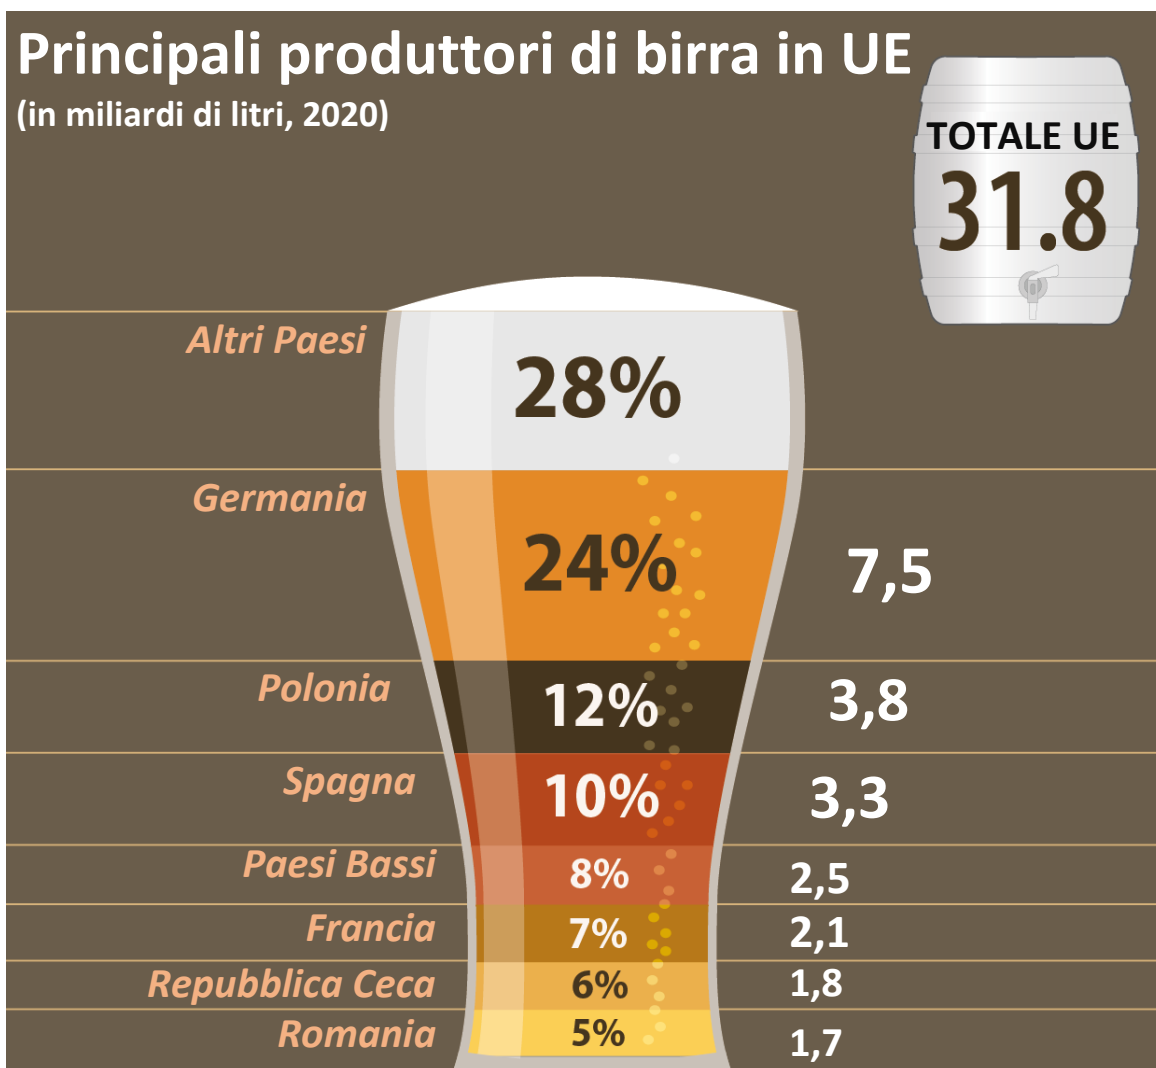 Principali produttori di birra in UE
(in miliardi di litri, 2020)
TOTALE UE
31.8
Altri Paesi
28%
Germania
24%
7,5
Polonia
12%
3,8
Spagna
10%
3,3
Paesi Bassi
8%
2,5
Francia
7%
2,1
Repubblica Ceca
6%
1,8
Romania
5%
1,7